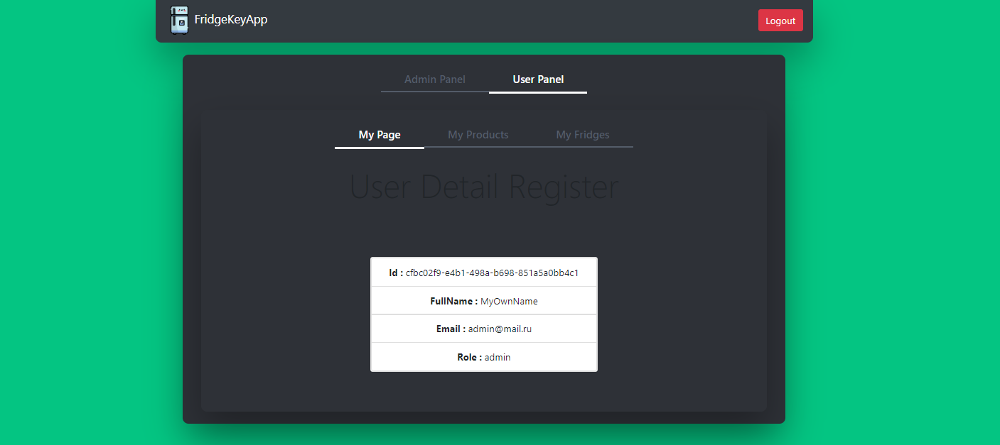 FridgeKeyApp
Logout
Admin Panel User Panel
My Page My Products My Fridges
User Detail Register
Id : cfbc02f9-e4b1-498a-b698-851a5a0bb4c1
FullName : MyOwnName
Email : admin@mail.ru
Role : admin